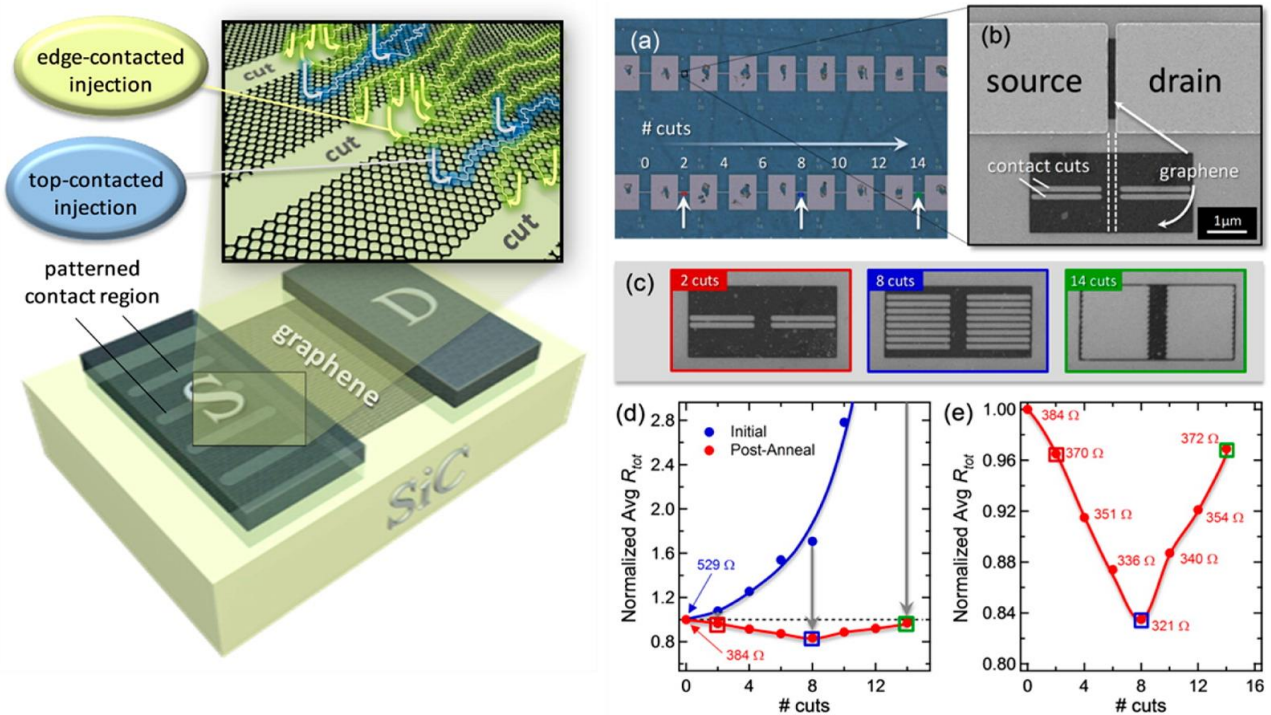 edge-contacted
injection
top-contacted
injection
patterned
contact region
cut
cut
cut
S
D
graphene
SiC
(a)
# cuts
0 2 4 6 8 10 12 14
(b)
source
drain
contact cuts
graphene
1µm
(c)
2 cuts
8 cuts
14 cuts
(d)
Normalized Avg Rtot
2.8
2.4
2.0
1.6
1.2
0.8
Initial
Post-Anneal
529 Ω
384 Ω
0 4 8 12
# cuts
(e)
Normalized Avg Rtot
1.00
0.96
0.92
0.88
0.84
0.80
384 Ω
370 Ω
351 Ω
336 Ω
321 Ω
340 Ω
354 Ω
372 Ω
0 4 8 12 16
# cuts